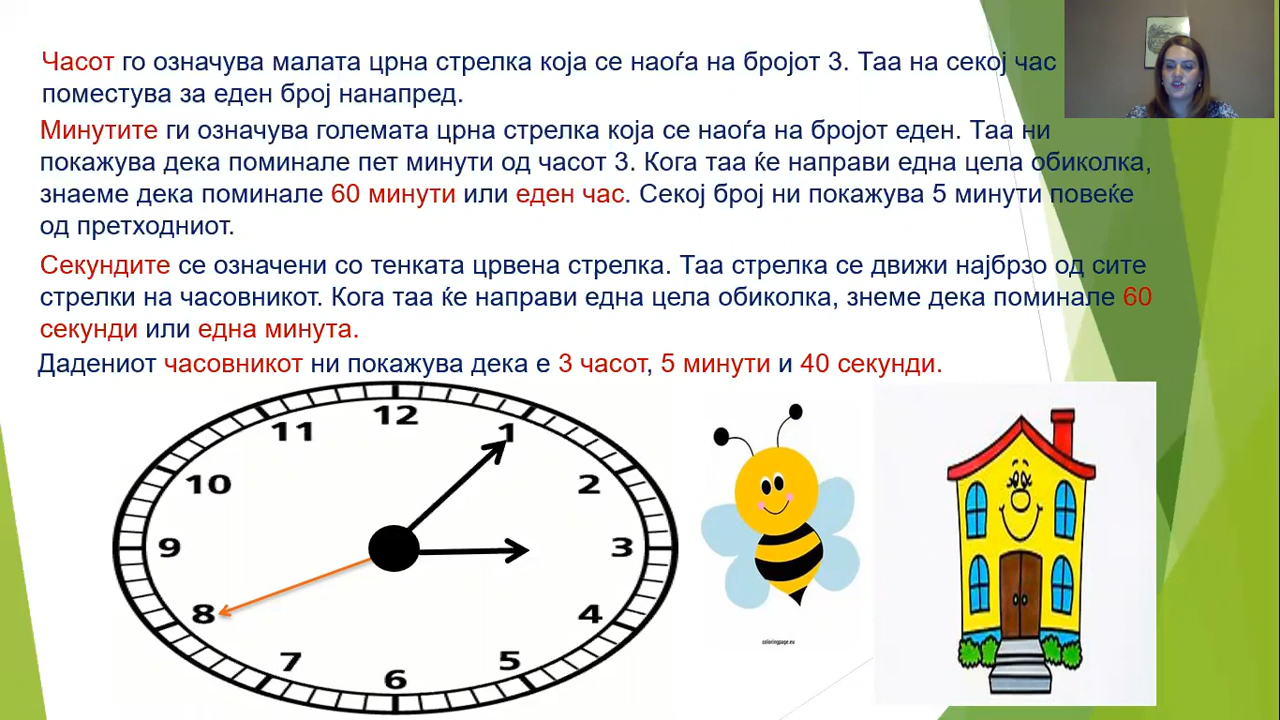 Часот го означува малата црна стрелка која се наоѓа на бројот 3. Таа на секој час
поместува за еден број нанапред.
Минутите ги означува големата црна стрелка која се наоѓа на бројот еден. Таа ни
покажува дека поминале пет минути од часот 3. Кога таа ќе направи една цела обиколка,
знаеме дека поминале 60 минути или еден час. Секој број ни покажува 5 минути повеќе
од претходниот.
Секундите се означени со тенката црвена стрелка. Таа стрелка се движи најбрзо од сите
стрелки на часовникот. Кога таа ќе направи една цела обиколка, знеме дека поминале 60
секунди или една минута.
Дадениот часовникот ни покажува дека е 3 часот, 5 минути и 40 секунди.
12
11 1
10 2
9 3
8 4
7 5
6
coloringpage.eu